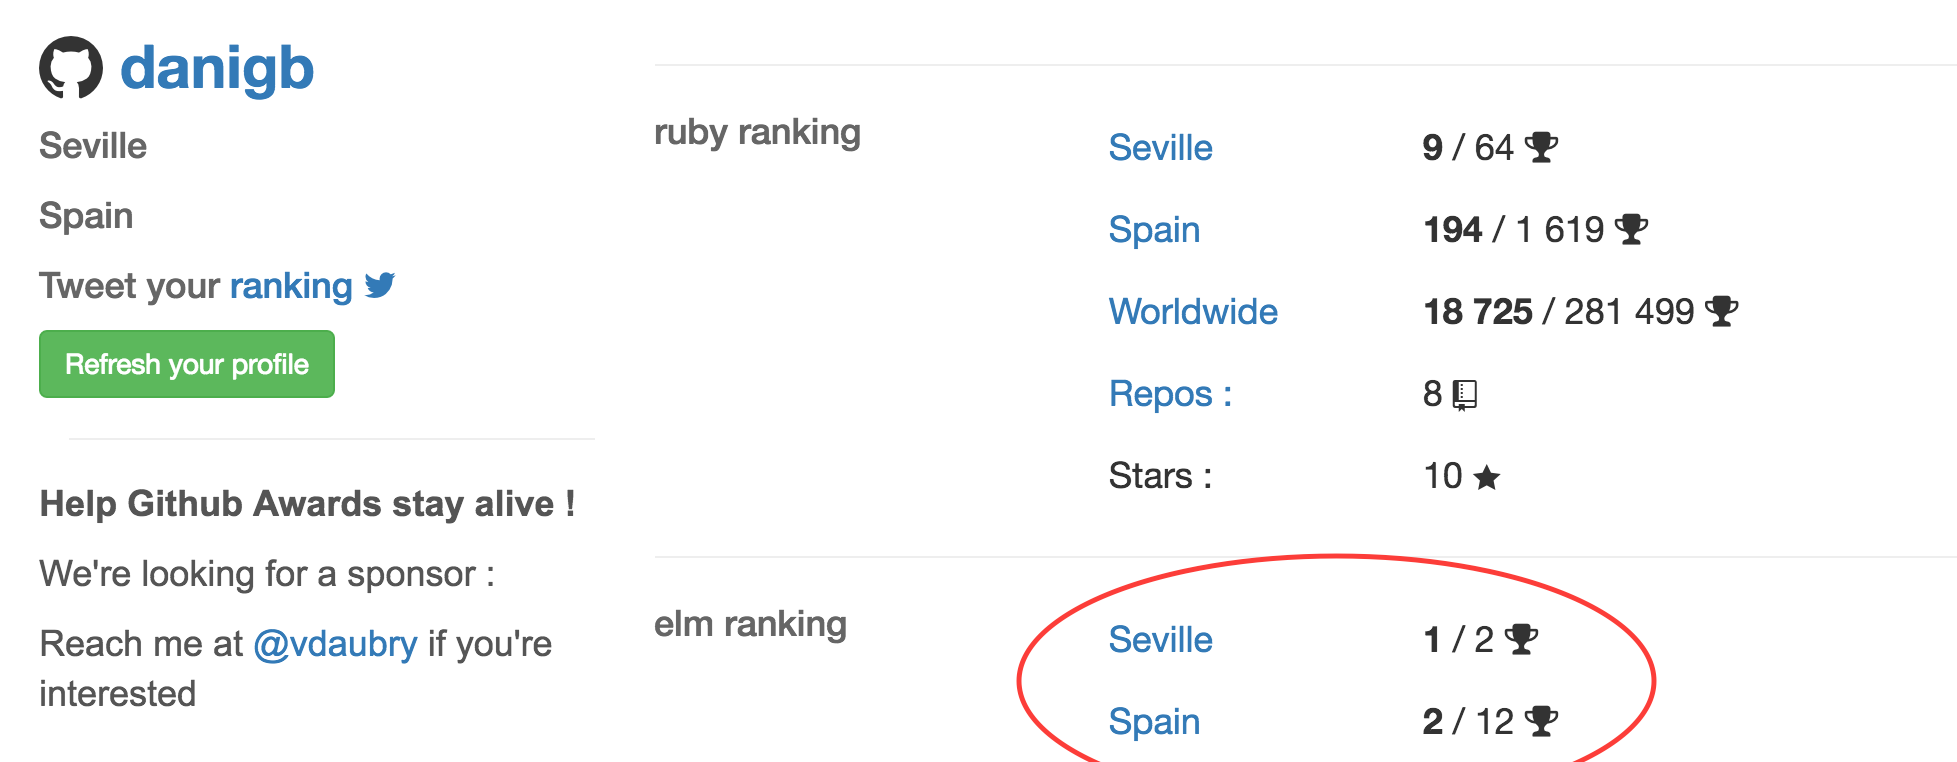 danigb
Seville
Spain
Tweet your ranking
Refresh your profile
Help Github Awards stay alive !
We're looking for a sponsor :
Reach me at @vdaubry if you're
interested
ruby ranking
Seville 9 / 64
Spain 194 / 1 619
Worldwide 18 725 / 281 499
Repos : 8
Stars : 10
elm ranking
Seville 1 / 2
Spain 2 / 12